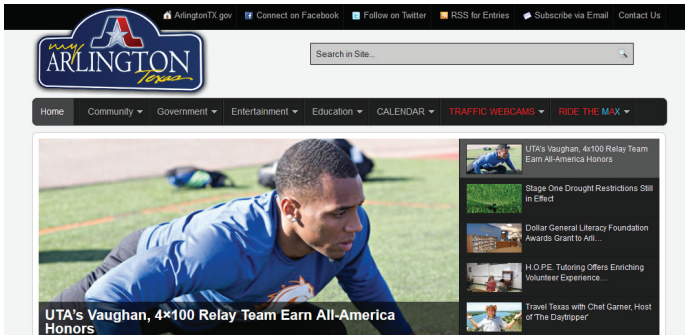 ArlingtonTX.gov Connect on Facebook Follow on Twitter RSS for Entries Subscribe via Email Contact Us
my
ARLINGTON
Texas
Search in Site...
Home Community Government Entertainment Education CALENDAR TRAFFIC WEBCAMS RIDE THE MAX
UTA's Vaughan, 4×100 Relay Team Earn All-America
Honors
UTA's Vaughan, 4x100 Relay Team
Earn All-America Honors
Stage One Drought Restrictions Still
in Effect
Dollar General Literacy Foundation
Awards Grant to Arli...
H.O.P.E. Tutoring Offers Enriching
Volunteer Experience...
Travel Texas with Chet Garner, Host
of 'The Daytripper'